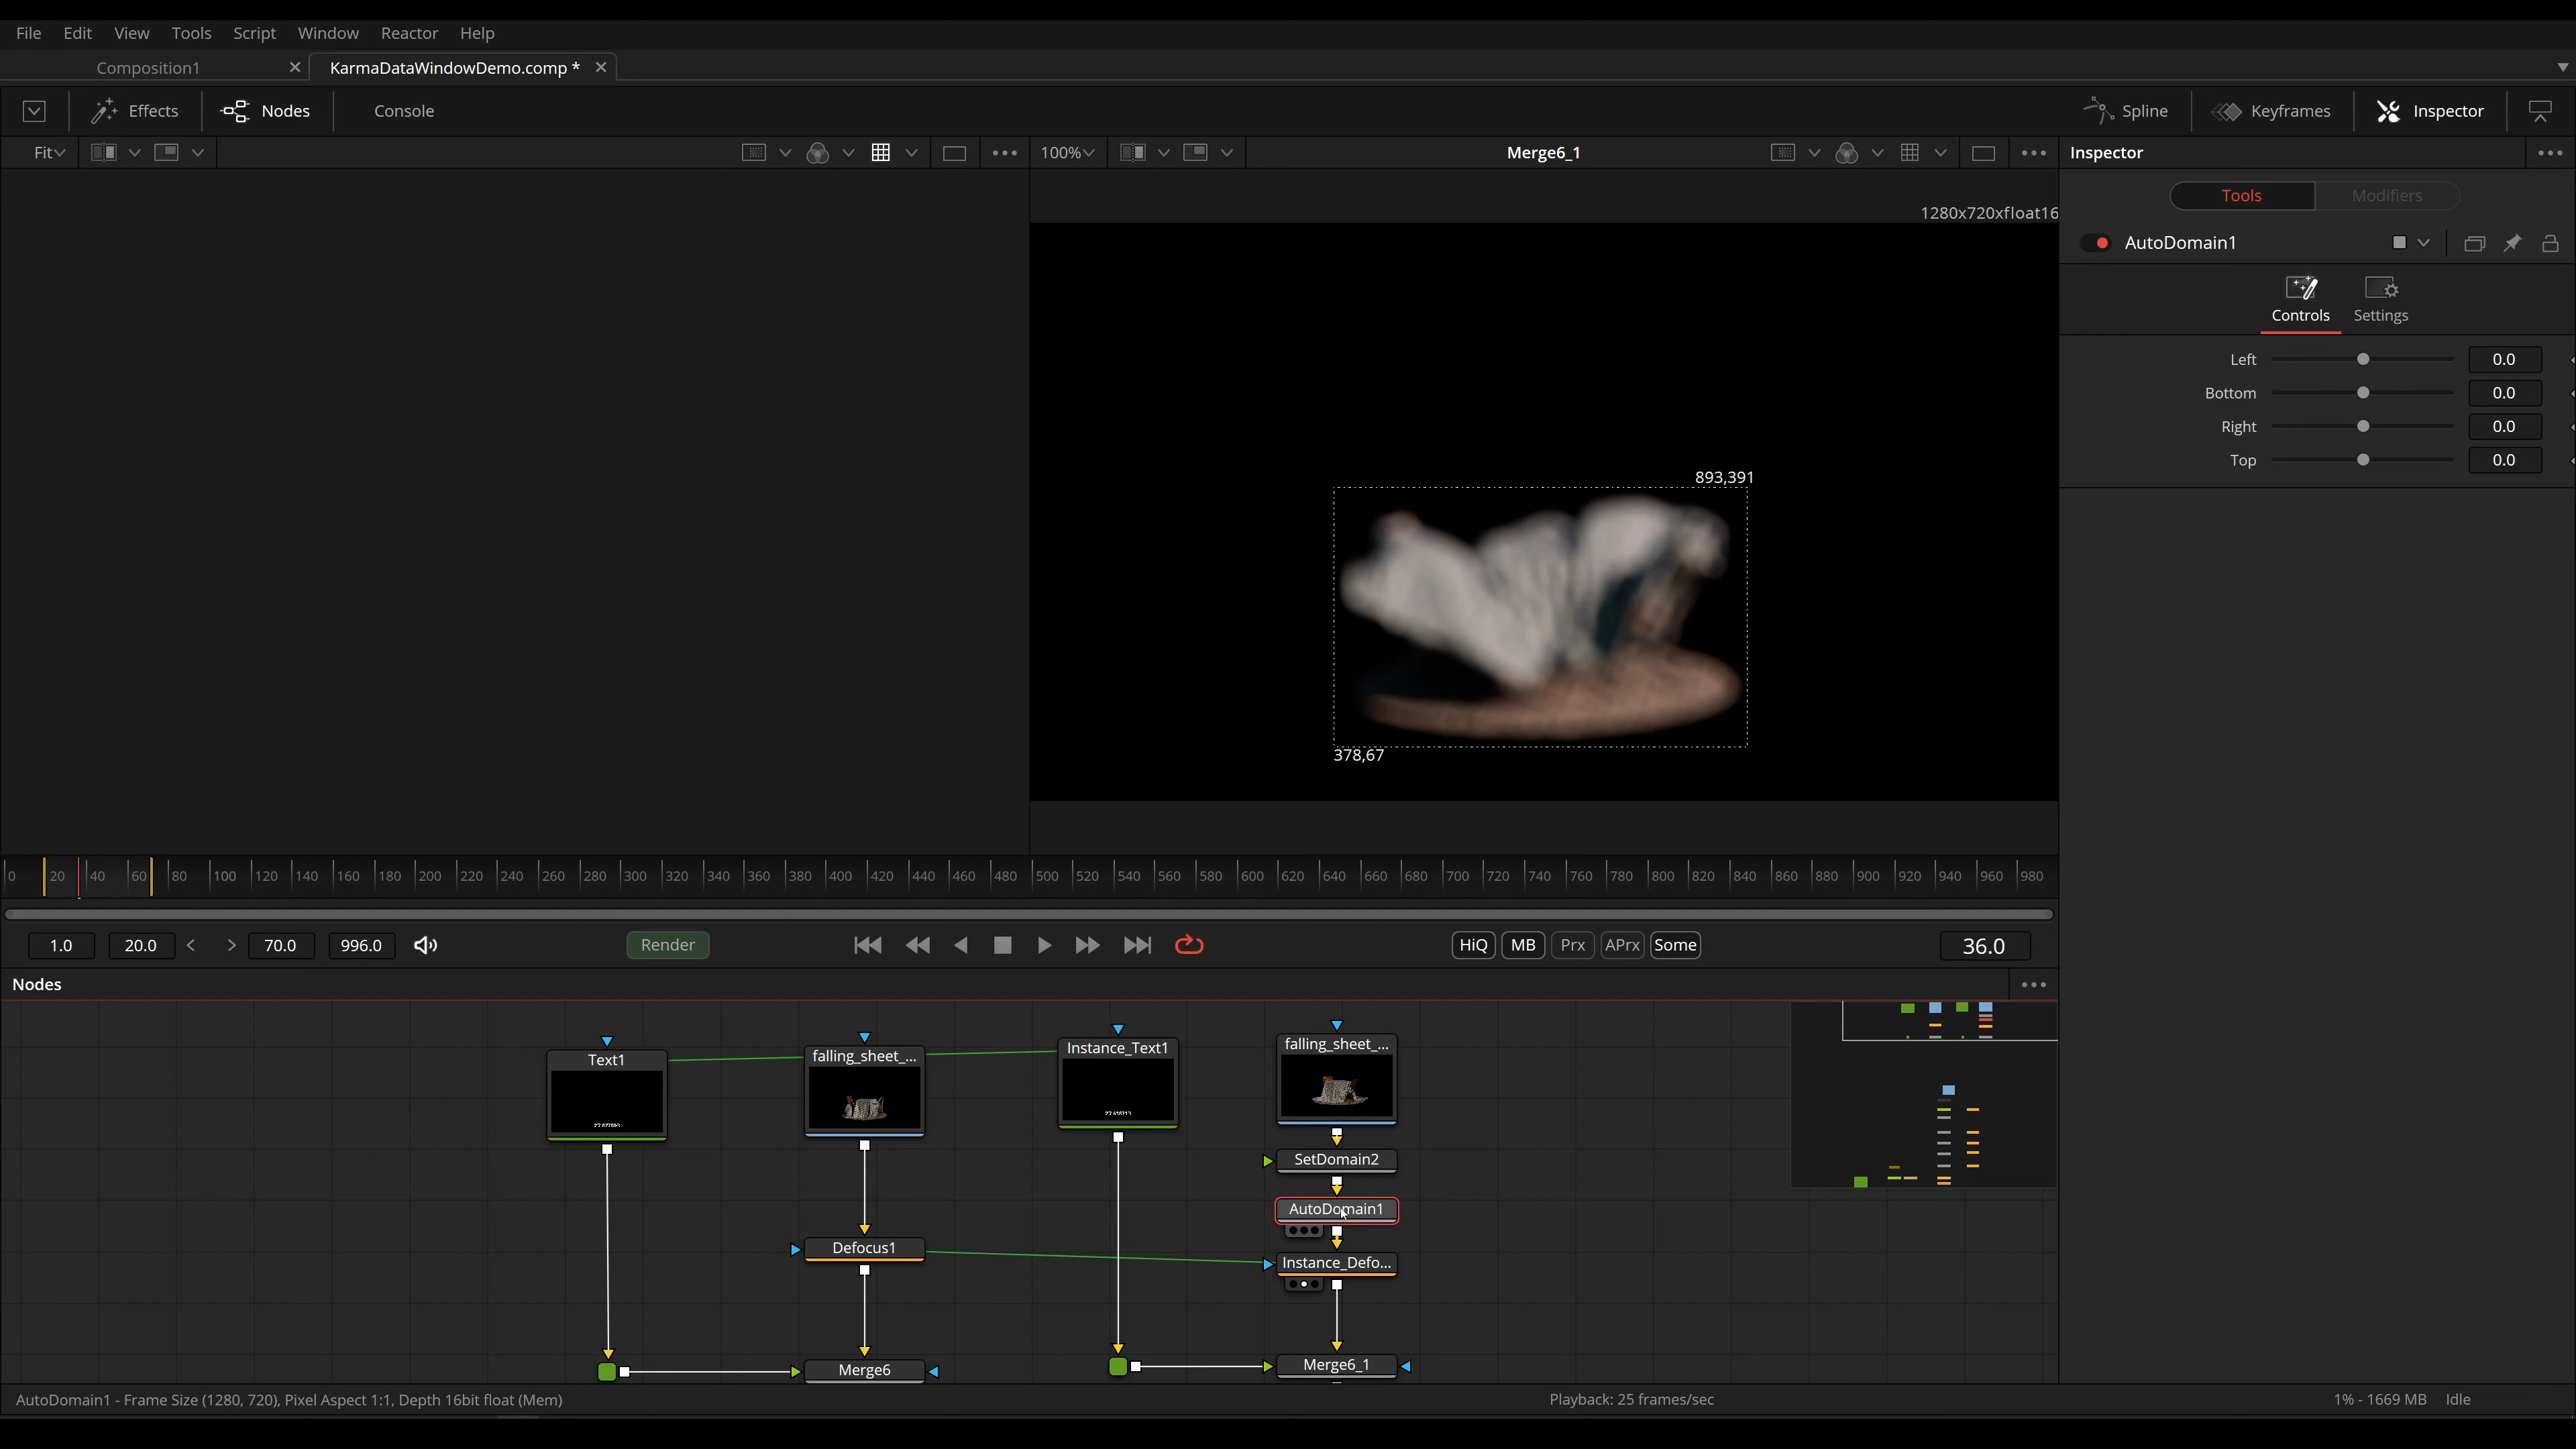 File Edit View Tools Script Window Reactor Help
Composition1 KarmaDataWindowDemo.comp *
Effects Nodes Console Spline Keyframes Inspector
Fit 100% Merge6_1 Inspector
Tools Modifiers
1280x720xfloat16
AutoDomain1
Controls Settings
Left 0.0
Bottom 0.0
Right 0.0
Top 0.0
893,391
378,67
0 20 40 60 80 100 120 140 160 180 200 220 240 260 280 300 320 340 360 380 400 420 440 460 480 500 520 540 560 580 600 620 640 660 680 700 720 740 760 780 800 820 840 860 880 900 920 940 960 980
1.0 20.0 70.0 996.0 Render HiQ MB Prx APrx Some 36.0
Nodes
Text1 falling_sheet_... Instance_Text1 falling_sheet_...
SetDomain2
AutoDomain1
Defocus1 Instance_Defo...
Merge6 Merge6_1
AutoDomain1 - Frame Size (1280, 720), Pixel Aspect 1:1, Depth 16bit float (Mem) Playback: 25 frames/sec 1% - 1669 MB Idle